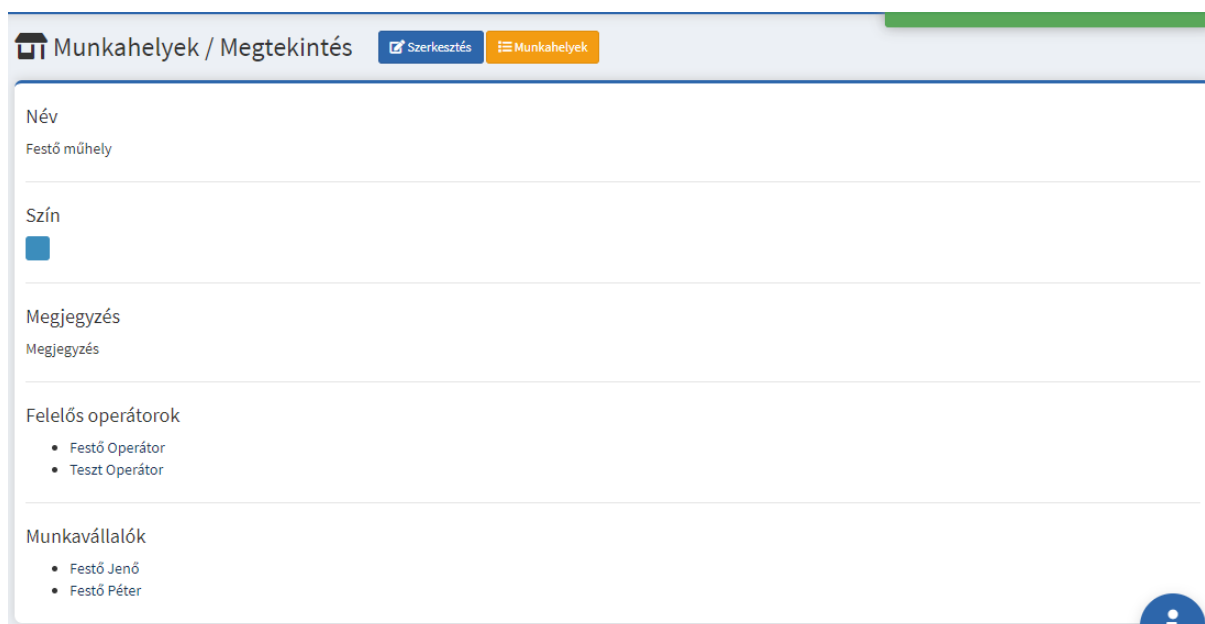 Munkahelyek / Megtekintés Szerkesztés Munkahelyek
Név
Festő műhely
Szín
Megjegyzés
Megjegyzés
Felelős operátorok
Festő Operátor
Teszt Operátor
Munkavállalók
Festő Jenő
Festő Péter